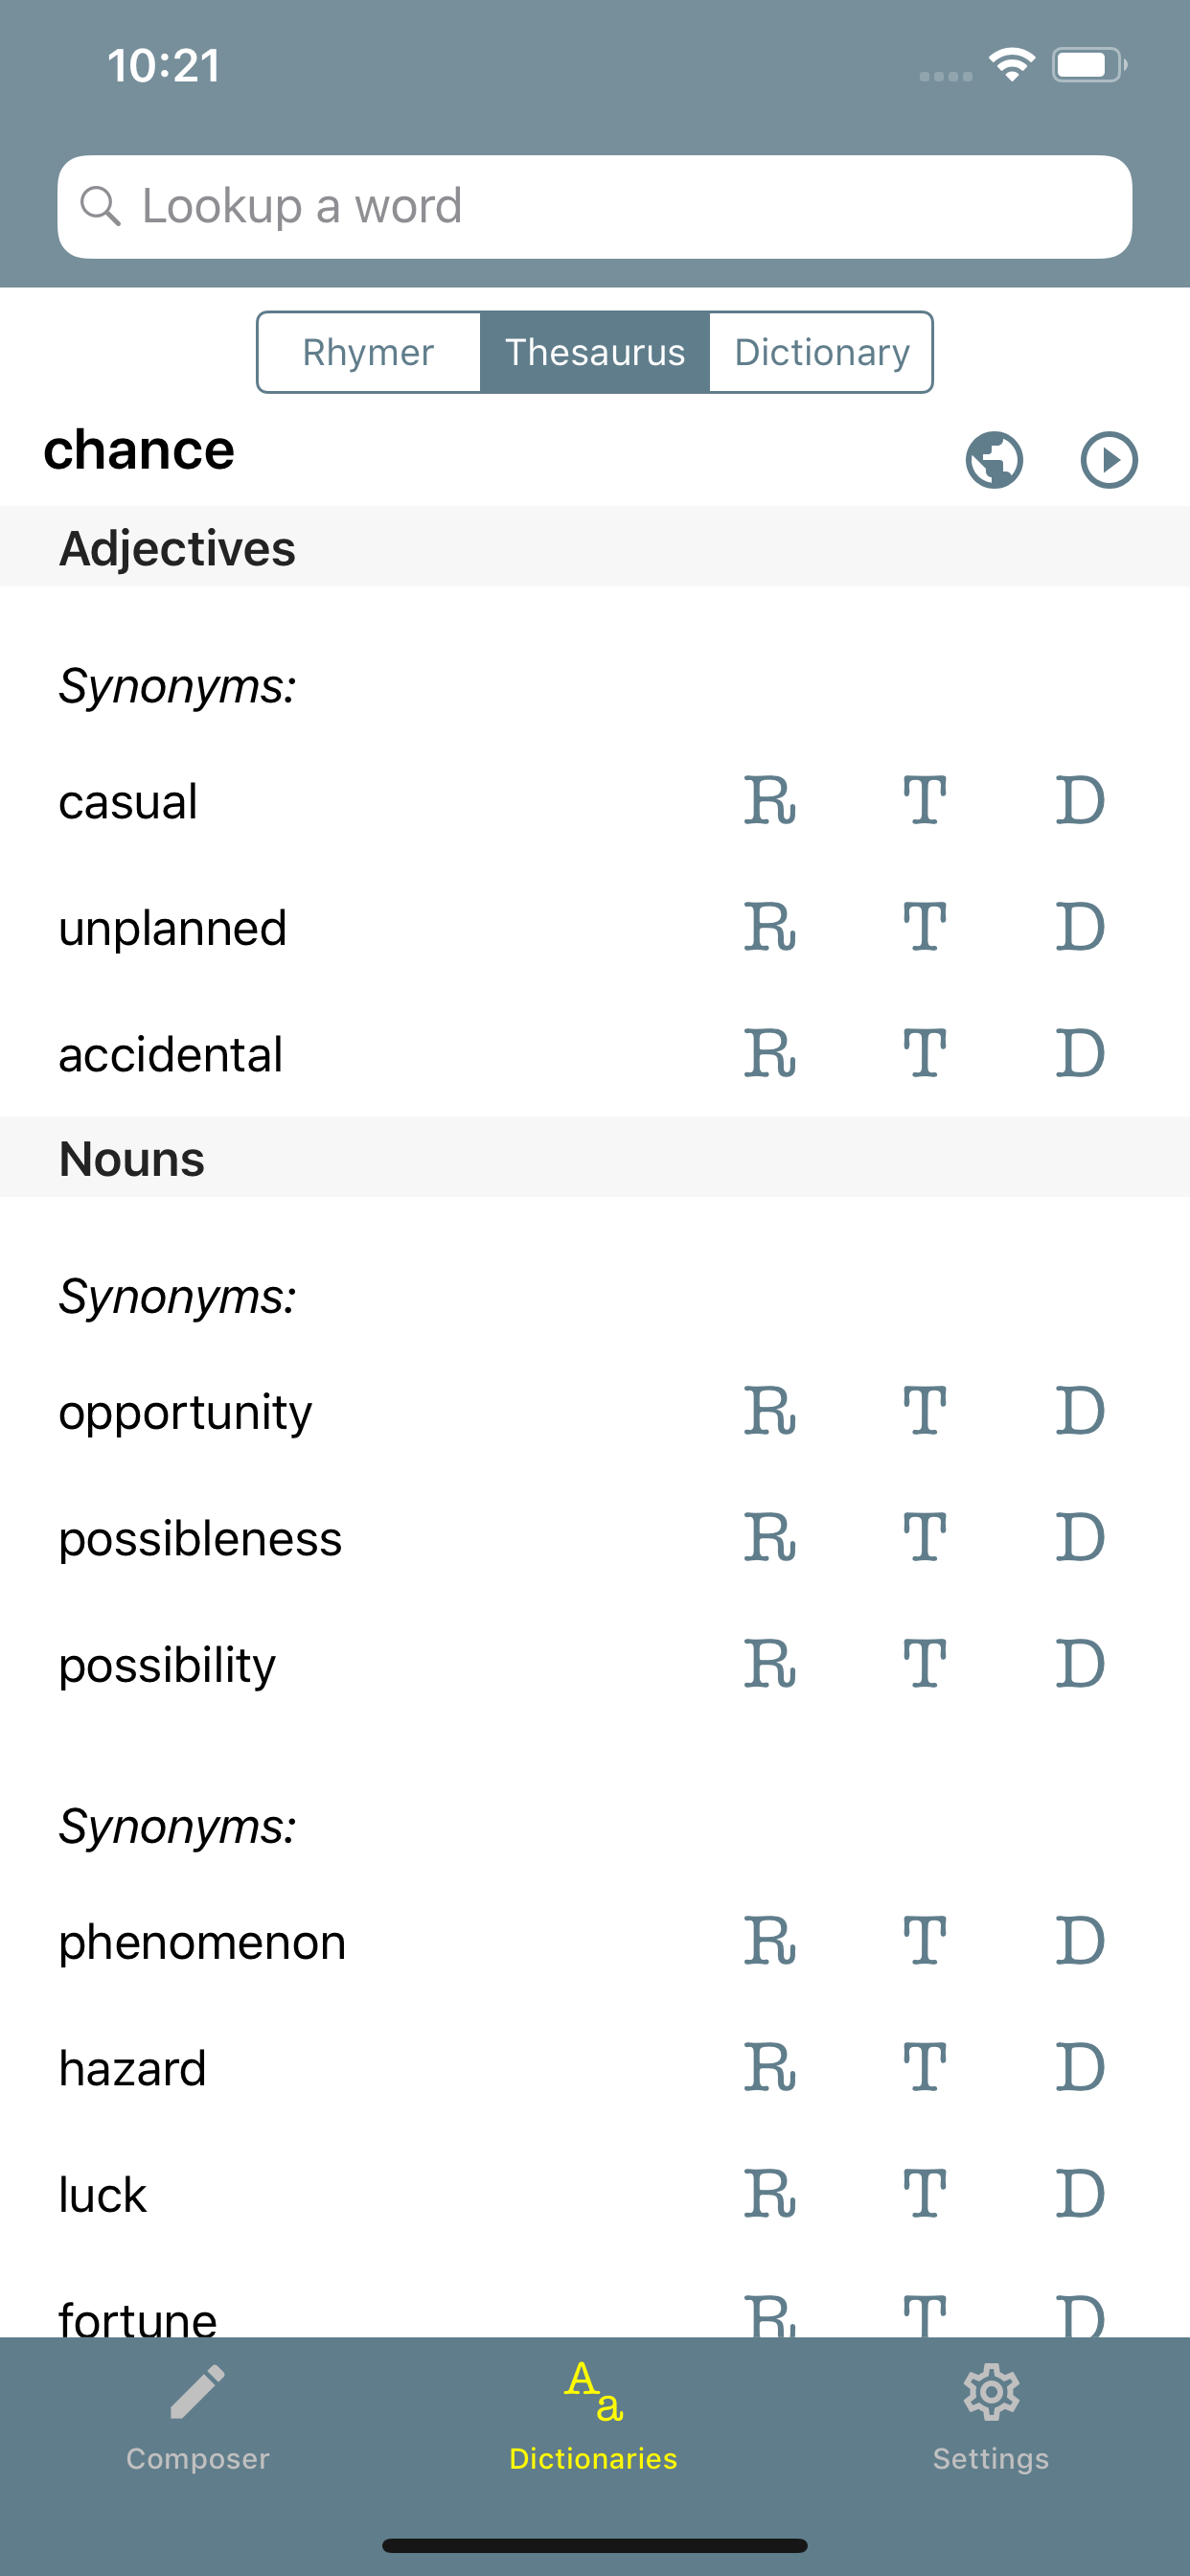 10:21
Lookup a word
Rhymer Thesaurus Dictionary
chance
Adjectives
Synonyms:
casual R T D
unplanned R T D
accidental R T D
Nouns
Synonyms:
opportunity R T D
possibleness R T D
possibility R T D
Synonyms:
phenomenon R T D
hazard R T D
luck R T D
fortune R T D
Aa
Composer Dictionaries Settings